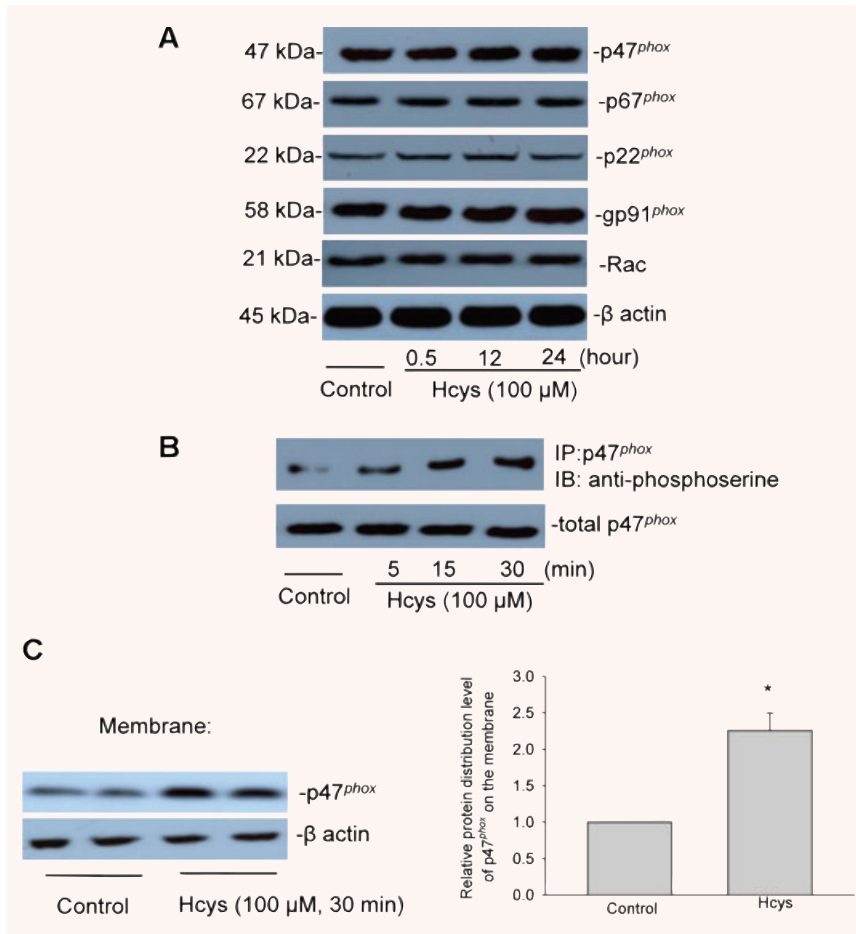 A
47 kDa- -p47phox
67 kDa- -p67phox
22 kDa- -p22phox
58 kDa- -gp91phox
21 kDa- -Rac
45 kDa- -β actin
0.5 12 24 (hour)
Control Hcys (100 µM)
B
IP:p47phox
IB: anti-phosphoserine
-total p47phox
5 15 30 (min)
Control Hcys (100 µM)
C
Membrane:
-p47phox
-β actin
Control Hcys (100 µM, 30 min)
Relative protein distribution level
of p47phox on the membrane
3.0
2.5
2.0
1.5
1.0
0.5
0.0
*
Control Hcys